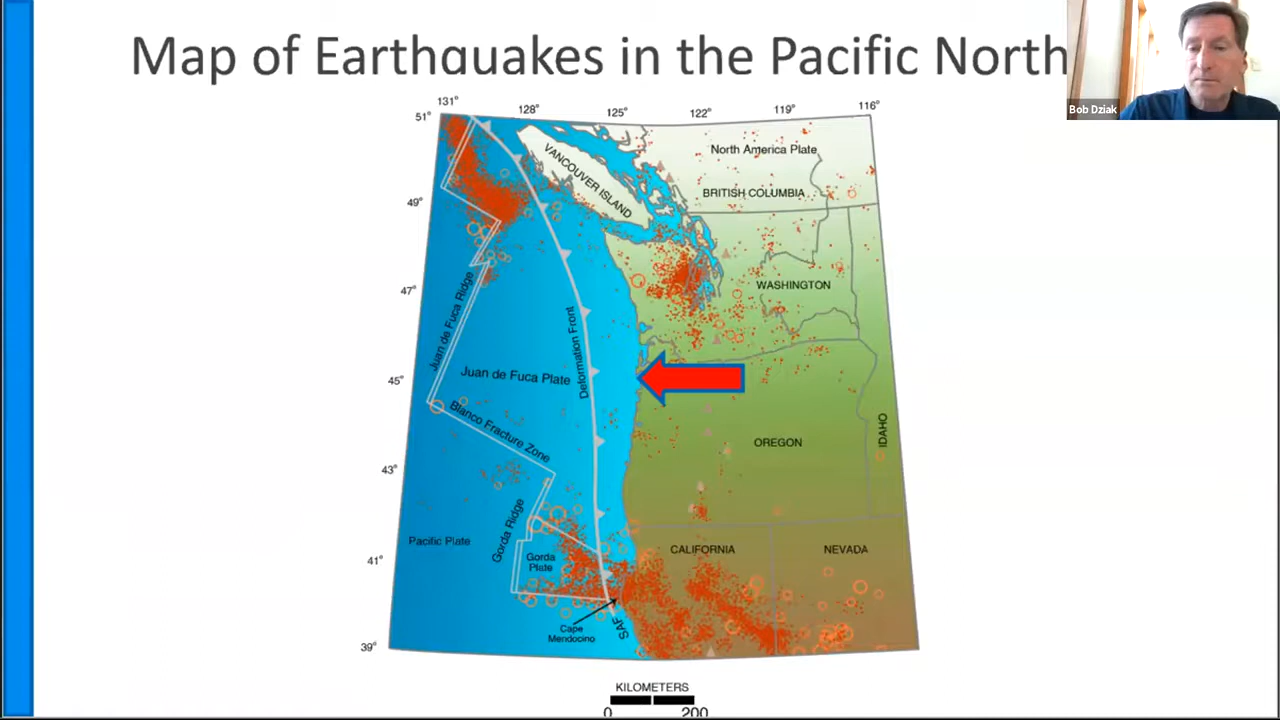 Map of Earthquakes in the Pacific North
Bob Dziak
131°
128°
125°
122°
119°
116°
51°
49°
47°
45°
43°
41°
39°
VANCOUVER ISLAND
North America Plate
BRITISH COLUMBIA
WASHINGTON
Juan de Fuca Ridge
Deformation Front
Juan de Fuca Plate
Blanco Fracture Zone
OREGON
IDAHO
Gorda Ridge
Pacific Plate
Gorda
Plate
CALIFORNIA
NEVADA
Cape
Mendocino
SAF
KILOMETERS
0 200